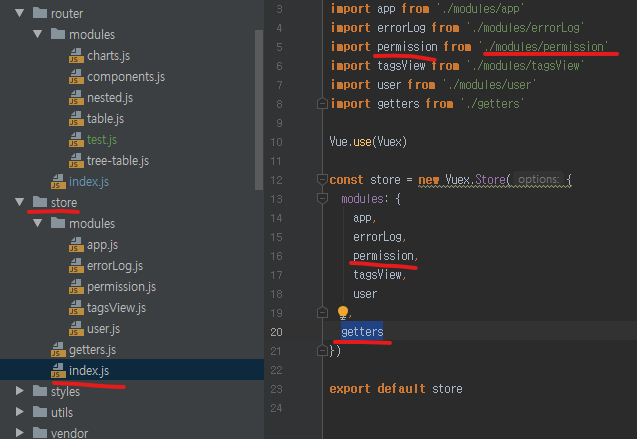 router
modules
charts.js
components.js
nested.js
table.js
test.js
tree-table.js
index.js
store
modules
app.js
errorLog.js
permission.js
tagsView.js
user.js
getters.js
index.js
styles
utils
vendor
3 import app from './modules/app'
4 import errorLog from './modules/errorLog'
5 import permission from './modules/permission'
6 import tagsView from './modules/tagsView'
7 import user from './modules/user'
8 import getters from './getters'
9
10 Vue.use(Vuex)
11
12 const store = new Vuex.Store( options: {
13 modules: {
14 app,
15 errorLog,
16 permission,
17 tagsView,
18 user
19 ,
20 getters
21 })
22
23 export default store
24